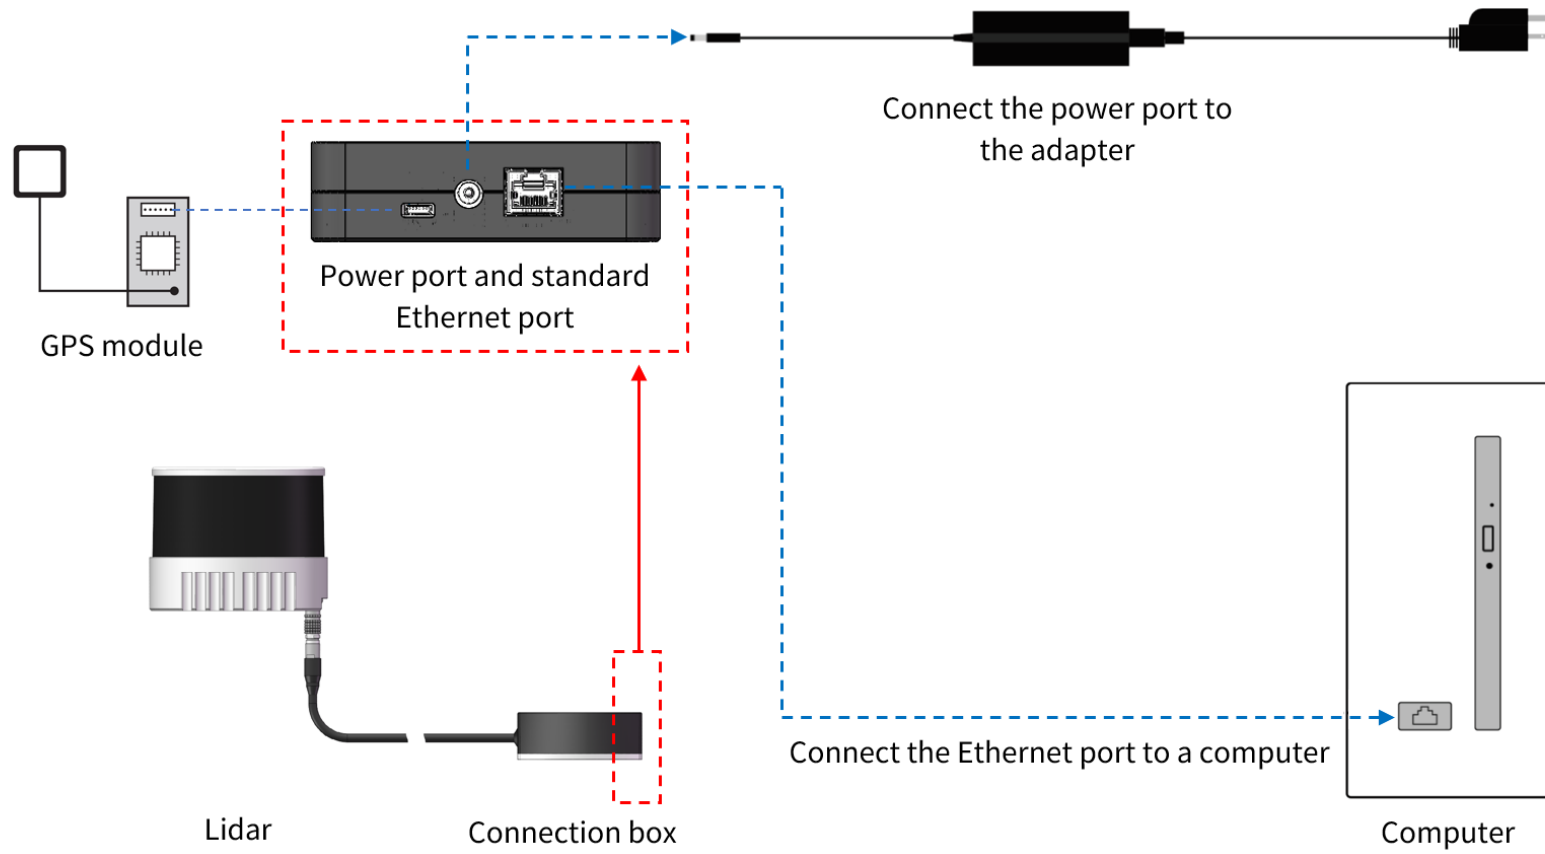 Connect the power port to
the adapter
Power port and standard
Ethernet port
GPS module
Connect the Ethernet port to a computer
Lidar
Connection box
Computer